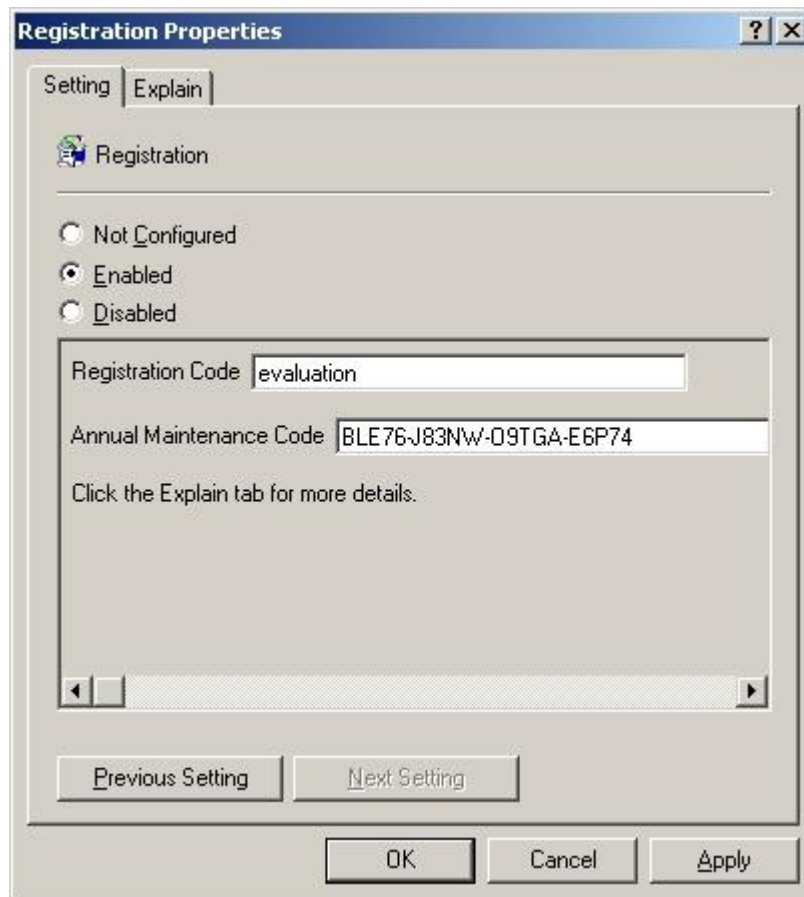 Registration Properties
Setting Explain
Registration
Not Configured
Enabled
Disabled
Registration Code evaluation
Annual Maintenance Code BLE76-J83NW-O9TGA-E6P74
Click the Explain tab for more details.
Previous Setting Next Setting
OK Cancel Apply